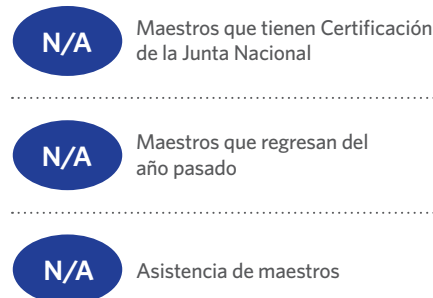 N/A
Maestros que tienen Certificación
de la Junta Nacional
N/A
Maestros que regresan del
año pasado
N/A
Asistencia de maestros